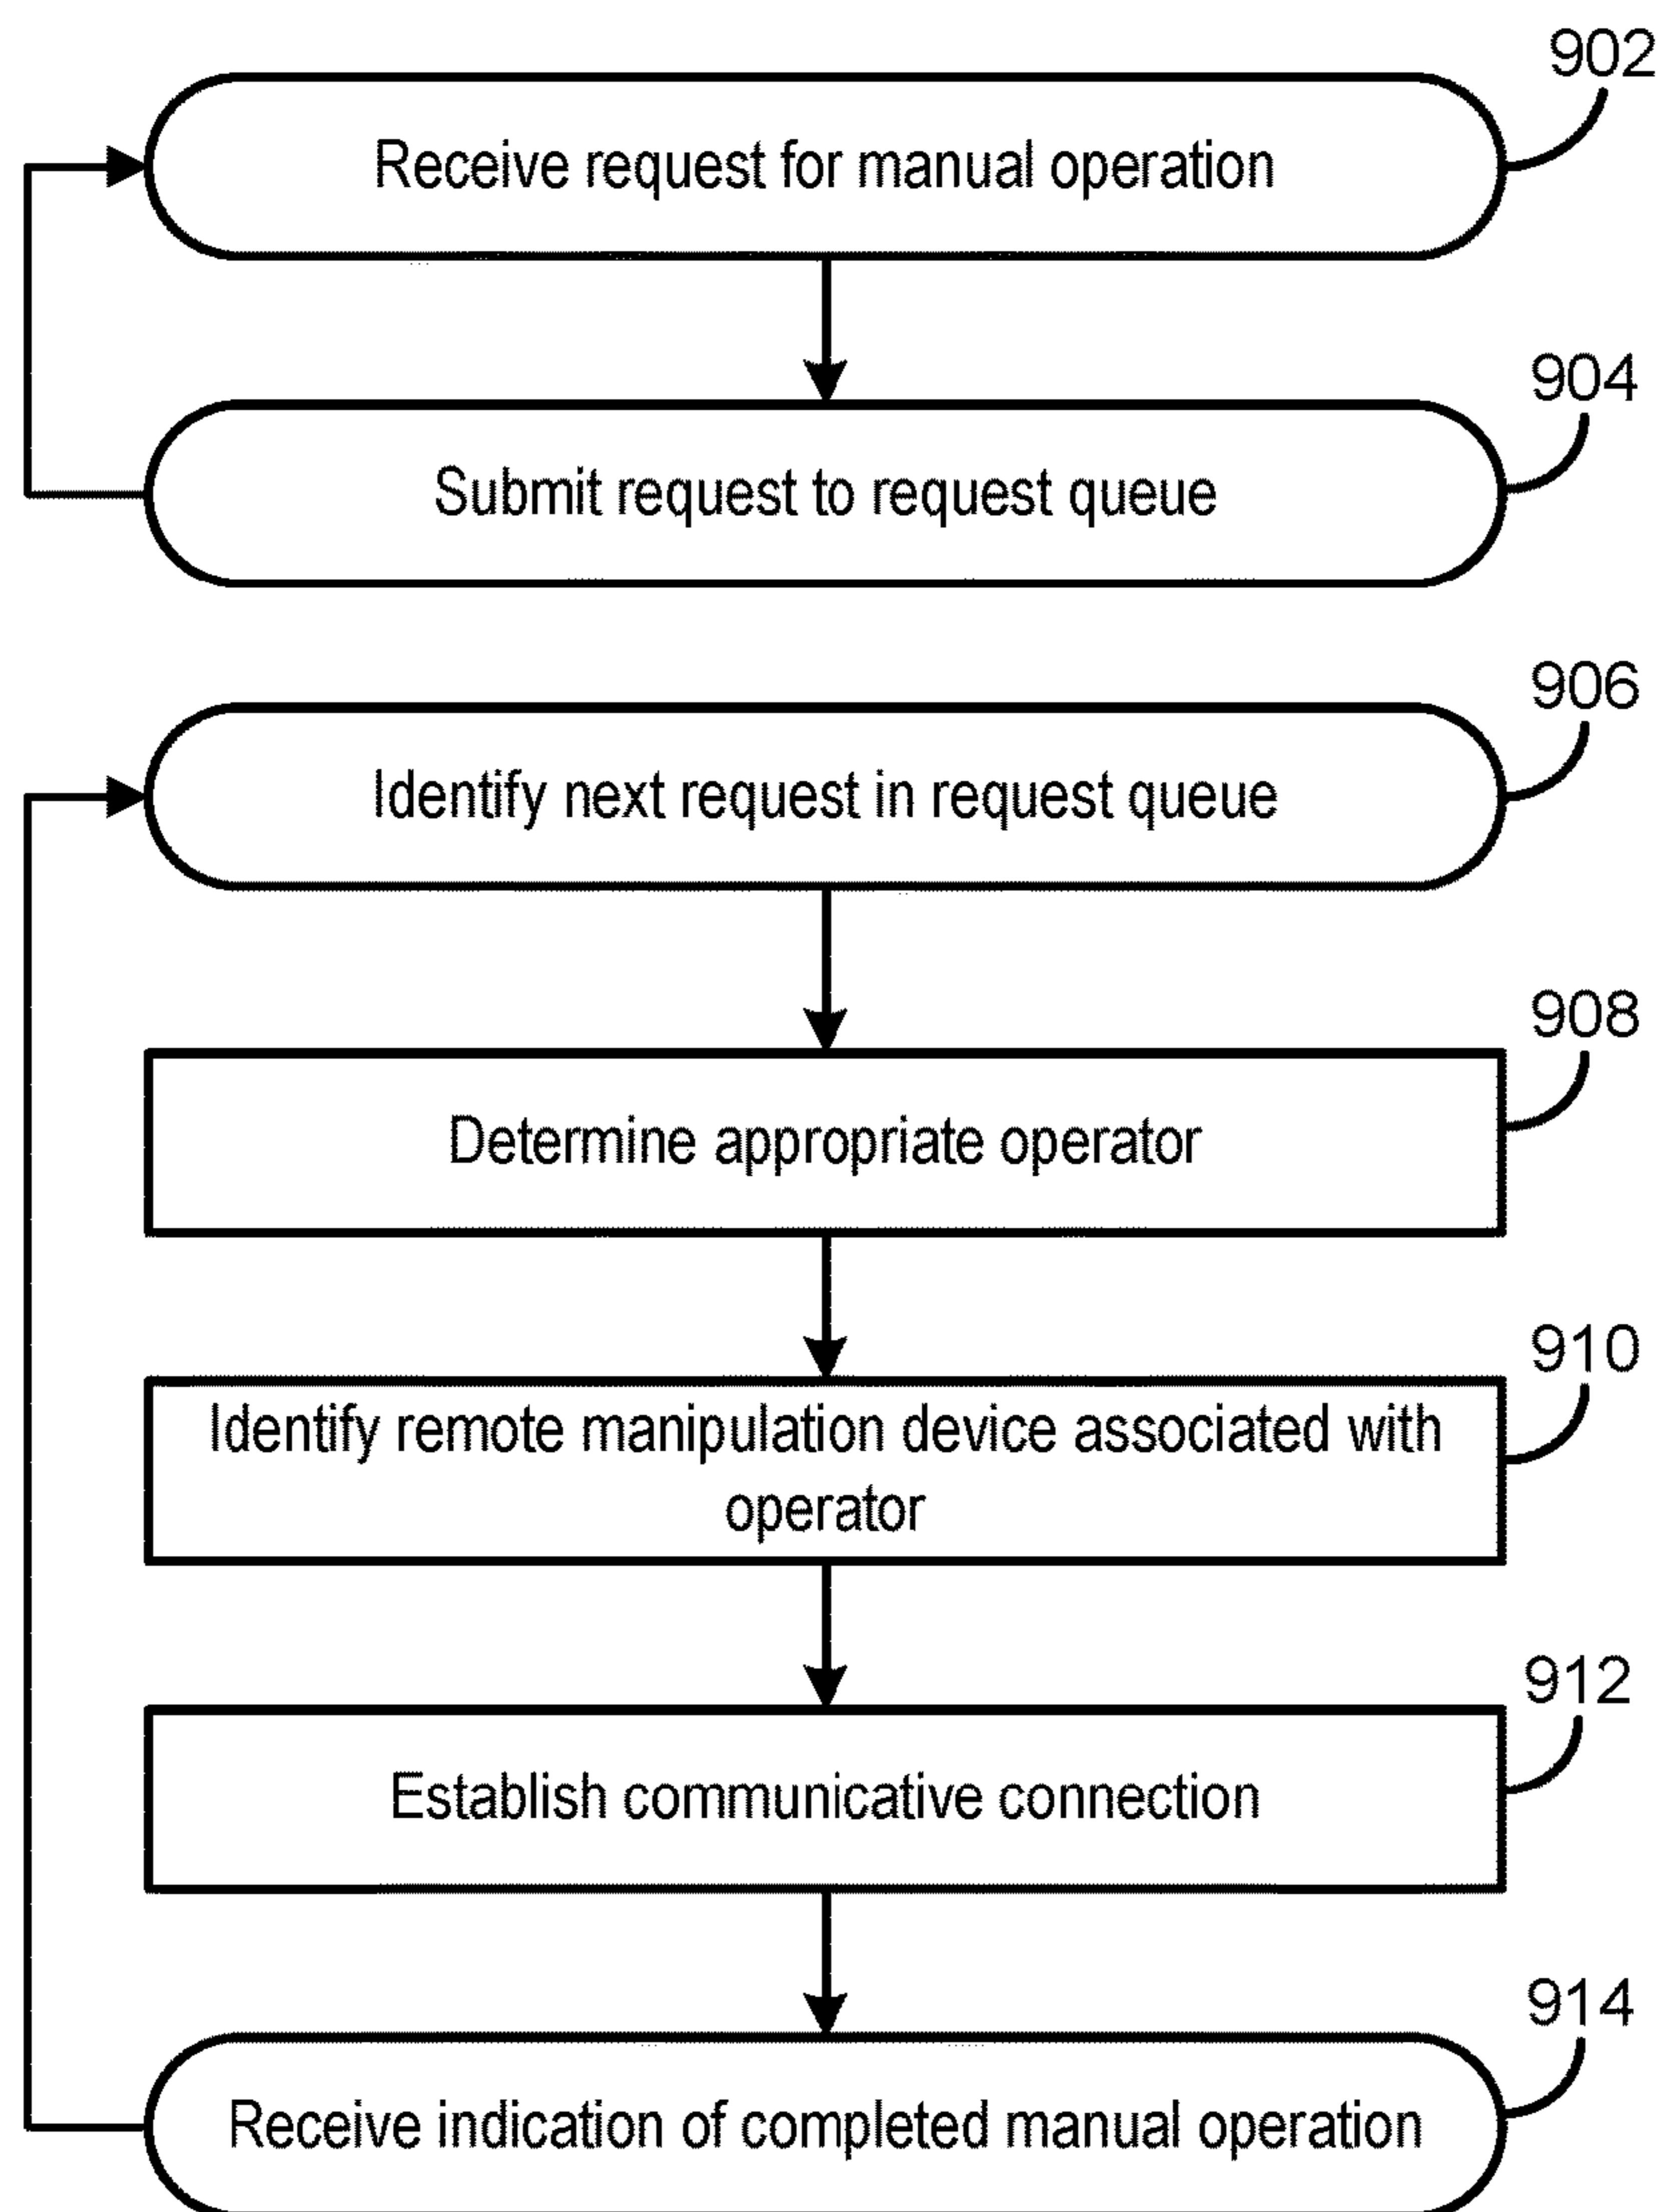 902
Receive request for manual operation
904
Submit request to request queue
906
Identify next request in request queue
908
Determine appropriate operator
910
Identify remote manipulation device associated with
operator
912
Establish communicative connection
914
Receive indication of completed manual operation